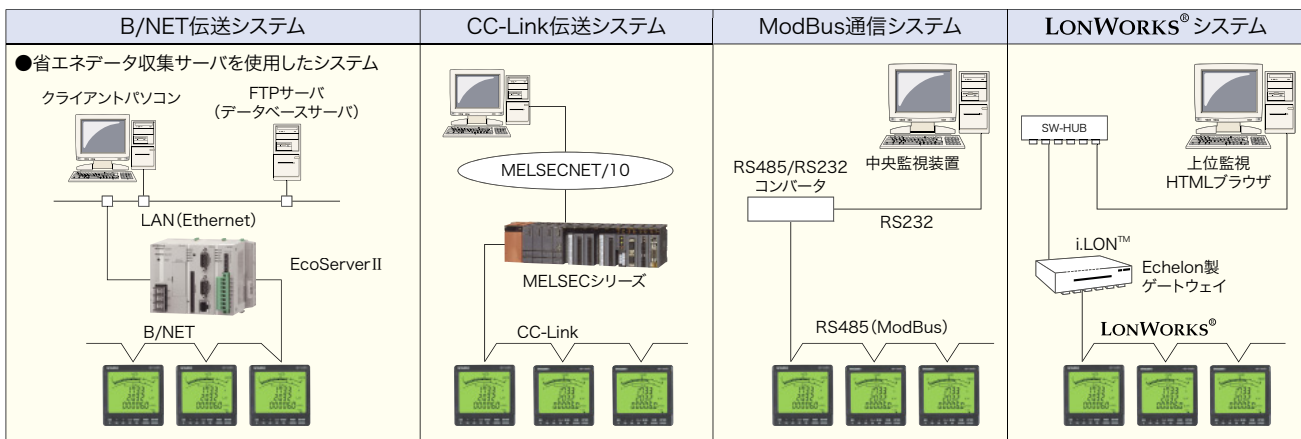 B/NET伝送システム
●省エネデータ収集サーバを使用したシステム
クライアントパソコン
FTPサーバ
(データベースサーバ)
LAN(Ethernet)
EcoServerⅡ
B/NET
CC-Link伝送システム
MELSECNET/10
MELSECシリーズ
CC-Link
ModBus通信システム
中央監視装置
RS485/RS232
コンバータ
RS232
RS485(ModBus)
LONWORKS®システム
SW-HUB
上位監視
HTMLブラウザ
i.LON™
Echelon製
ゲートウェイ
LONWORKS®